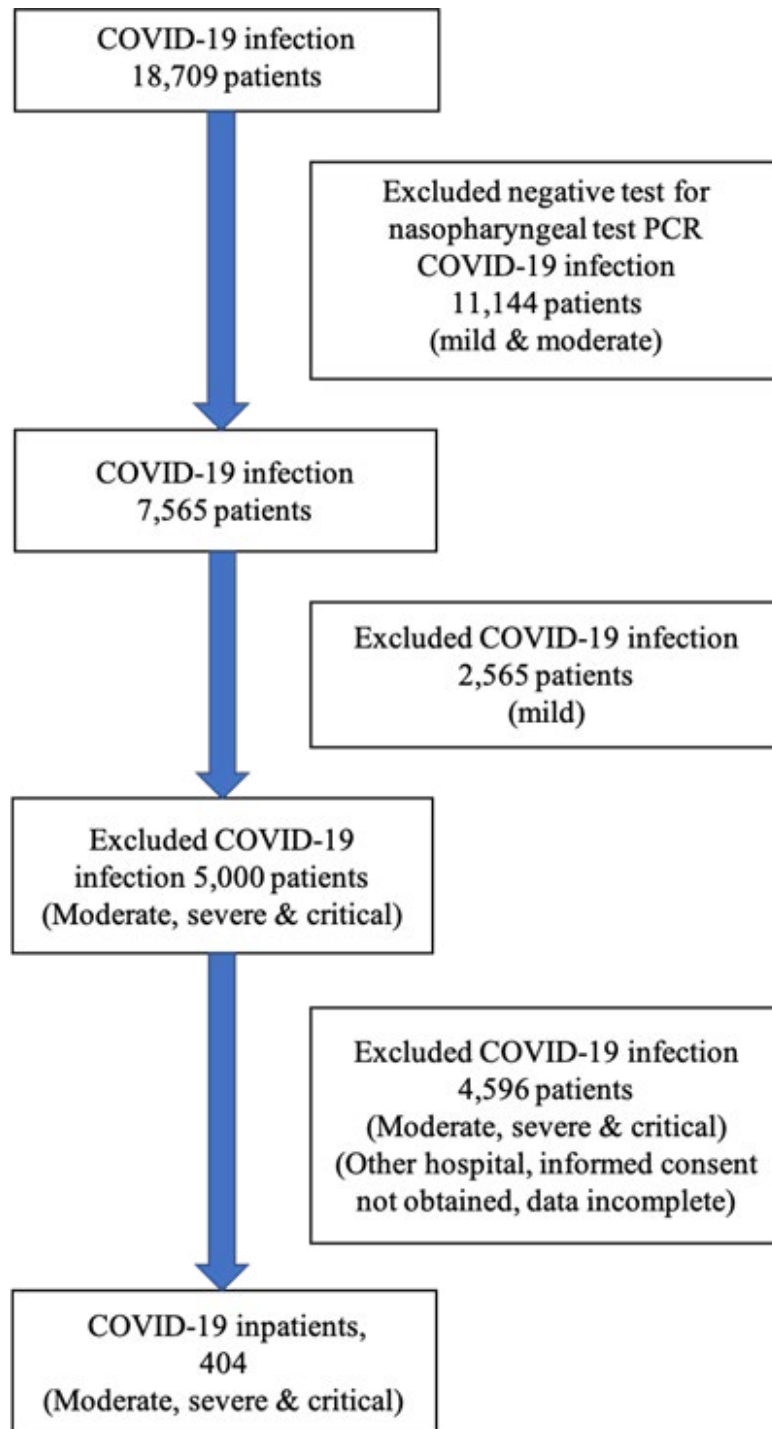 COVID-19 infection
18,709 patients
Excluded negative test for
nasopharyngeal test PCR
COVID-19 infection
11,144 patients
(mild & moderate)
COVID-19 infection
7,565 patients
Excluded COVID-19 infection
2,565 patients
(mild)
Excluded COVID-19
infection 5,000 patients
(Moderate, severe & critical)
Excluded COVID-19 infection
4,596 patients
(Moderate, severe & critical)
(Other hospital, informed consent
not obtained, data incomplete)
COVID-19 inpatients,
404
(Moderate, severe & critical)